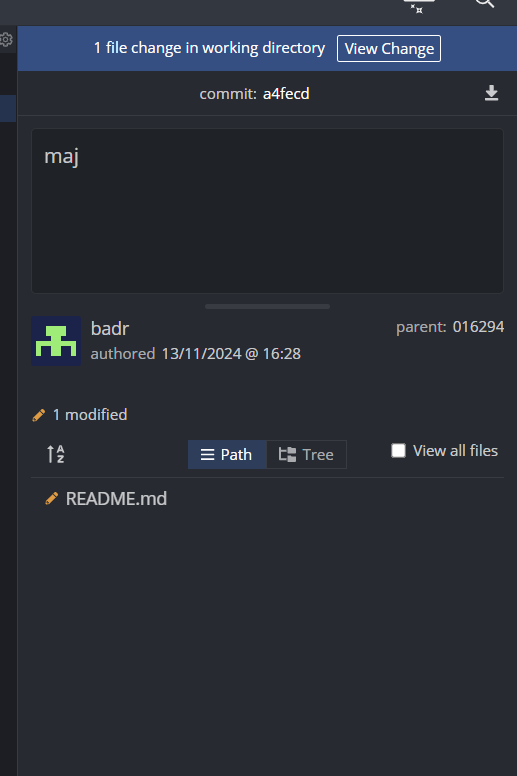 1 file change in working directory View Change
commit: a4fecd
maj
badr
parent: 016294
authored 13/11/2024 @ 16:28
1 modified
A Z
Path Tree View all files
README.md